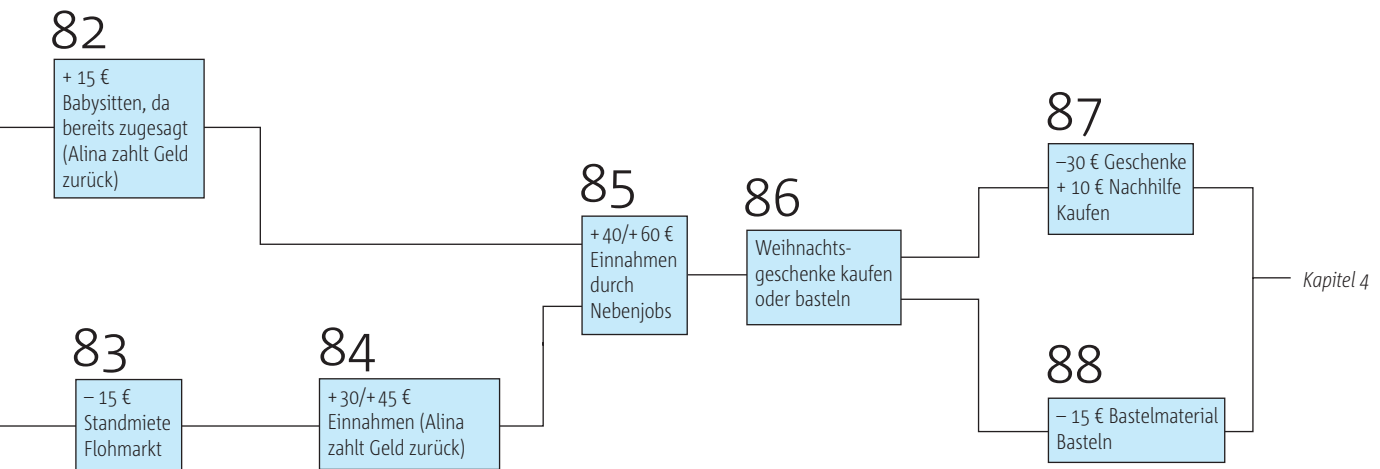 82
+ 15 €
Babysitten, da
bereits zugesagt
(Alina zahlt Geld
zurück)
83
– 15 €
Standmiete
Flohmarkt
84
+ 30/+ 45 €
Einnahmen (Alina
zahlt Geld zurück)
85
+ 40/+ 60 €
Einnahmen
durch
Nebenjobs
86
Weihnachts-
geschenke kaufen
oder basteln
87
–30 € Geschenke
+ 10 € Nachhilfe
Kaufen
88
– 15 € Bastelmaterial
Basteln
Kapitel 4